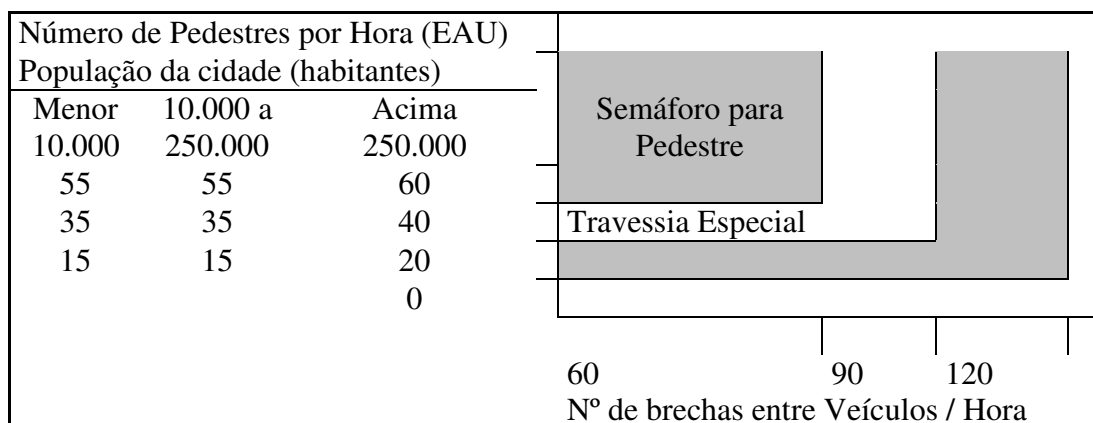 Número de Pedestres por Hora (EAU)
População da cidade (habitantes)
Menor 10.000 a Acima
10.000 250.000 250.000
55 55 60
35 35 40
15 15 20
0
Semáforo para
Pedestre
Travessia Especial
60 90 120
Nº de brechas entre Veículos / Hora